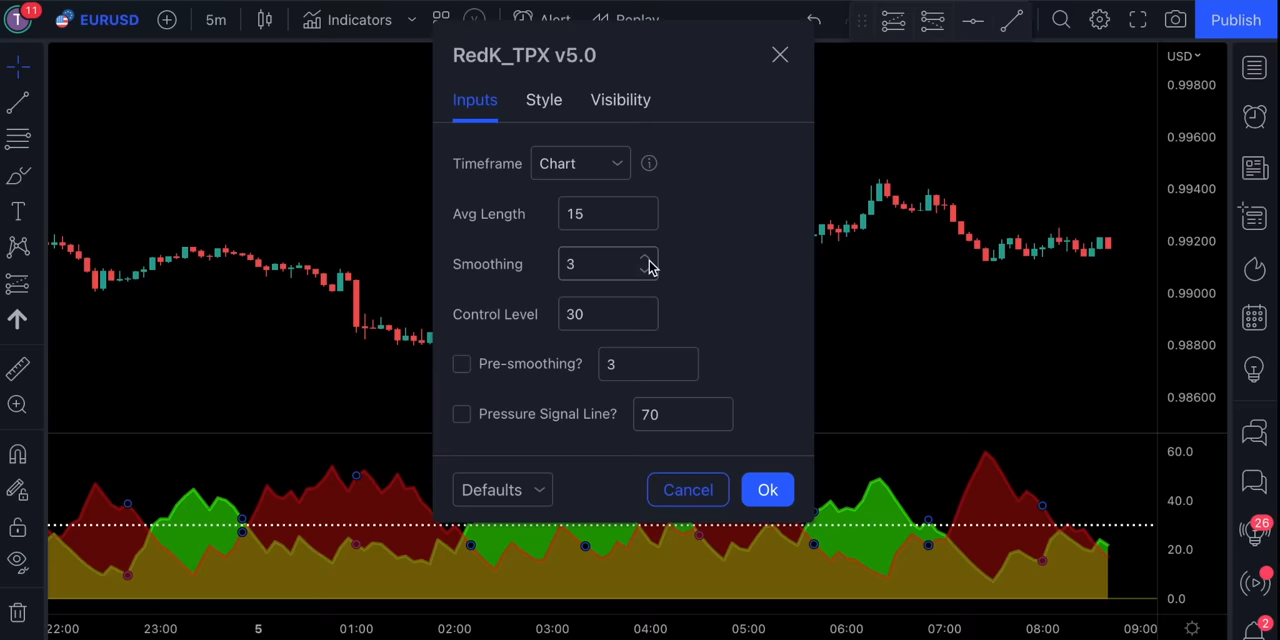 T 11 EURUSD 5m Indicators Alert Replay Publish
RedK_TPX v5.0
Inputs Style Visibility
Timeframe Chart
Avg Length 15
Smoothing 3
Control Level 30
Pre-smoothing? 3
Pressure Signal Line? 70
Defaults Cancel Ok
USD
0.99800
0.99600
0.99400
0.99200
0.99000
0.98800
0.98600
60.0
40.0
20.0
0.0
26
2
22:00 23:00 5 01:00 02:00 03:00 04:00 05:00 06:00 07:00 08:00 09:00